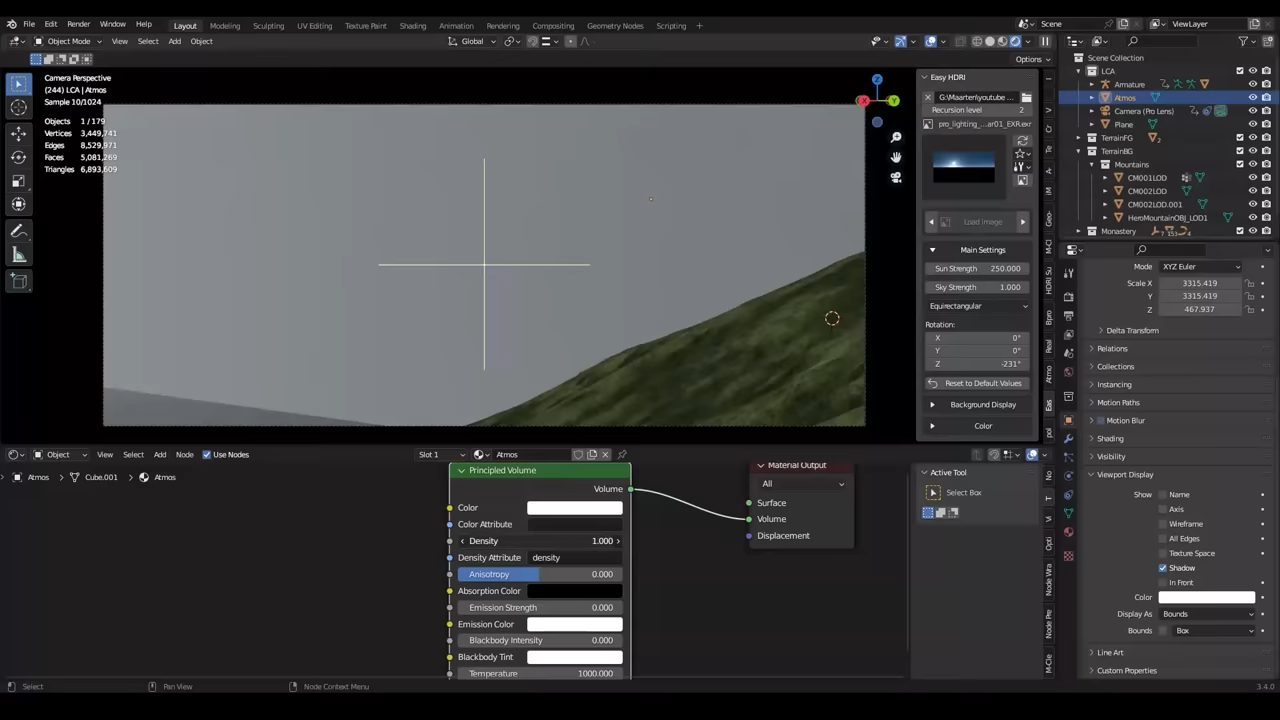 File Edit Render Window Help Layout Modeling Sculpting UV Editing Texture Paint Shading Animation Rendering Compositing Geometry Nodes Scripting + Scene ViewLayer
Object Mode View Select Add Object Global
Options
Camera Perspective
(244) LCA | Atmos
Sample 10/1024
Objects 1/179
Vertices 3,449,741
Edges 8,529,971
Faces 5,081,269
Triangles 6,893,609
Z
X
Y
Easy HDRI
G:\Maarten\youtube ...
Recursion level 2
pro_lighting_...ar01_EXR.exr
Load image
Main Settings
Sun Strength 250.000
Sky Strength 1.000
Equirectangular
Rotation:
X 0°
Y 0°
Z -231°
Reset to Default Values
Background Display
Color
Scene Collection
LCA
Armature
Atmos
Camera (Pro Lens)
Plane
TerrainFG 2
TerrainBG
Mountains
CM001LOD
CM002LOD
CM002LOD.001
HeroMountainOBJ_LOD1
Monastery
Mode XYZ Euler
Scale X 3315.419
Y 3315.419
Z 467.937
Delta Transform
Relations
Collections
Instancing
Motion Paths
Motion Blur
Shading
Visibility
Viewport Display
Show Name
Axis
Wireframe
All Edges
Texture Space
Shadow
In Front
Color
Display As Bounds
Bounds Box
Line Art
Custom Properties
Object View Select Add Node Use Nodes Slot 1 Atmos
Atmos Cube.001 Atmos
Principled Volume
Volume
Color
Color Attribute
Density 1.000
Density Attribute density
Anisotropy 0.000
Absorption Color
Emission Strength 0.000
Emission Color
Blackbody Intensity 0.000
Blackbody Tint
Temperature 1000.000
Material Output
All
Surface
Volume
Displacement
Active Tool
Select Box
Select Pan View Node Context Menu 3.4.0